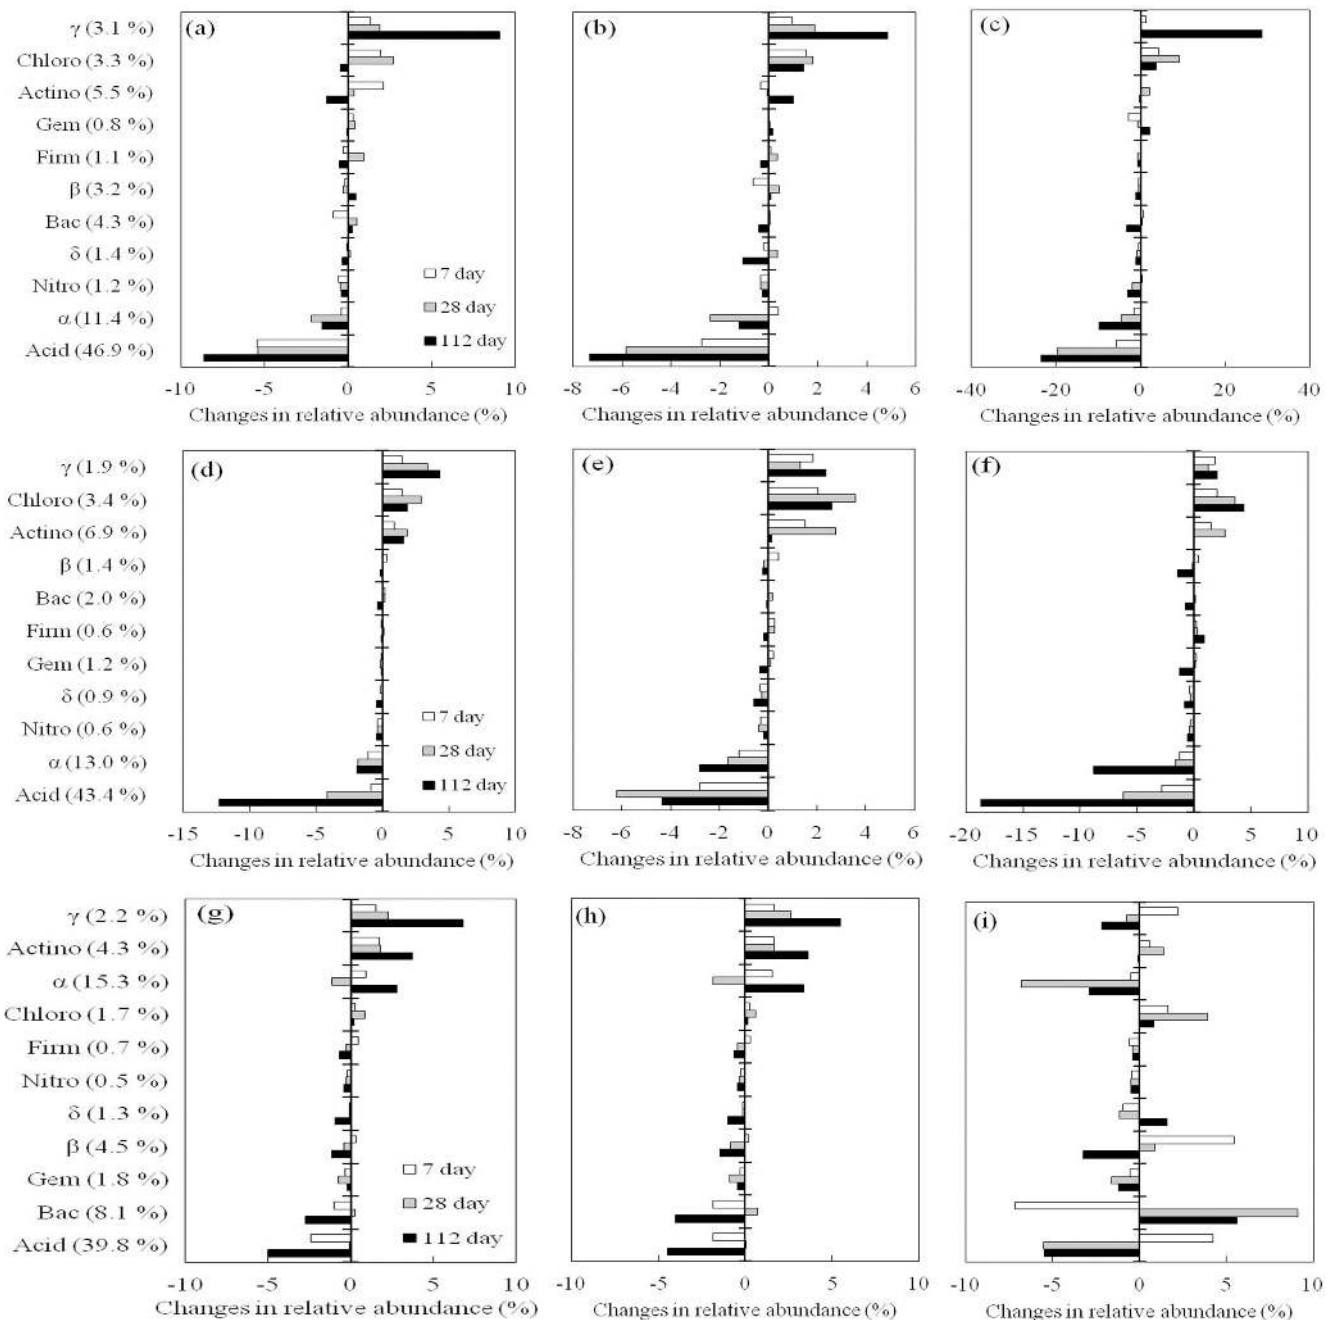 (a)
γ (3.1 %)
Chloro (3.3 %)
Actino (5.5 %)
Gem (0.8 %)
Firm (1.1 %)
β (3.2 %)
Bac (4.3 %)
δ (1.4 %)
Nitro (1.2 %)
α (11.4 %)
Acid (46.9 %)
7 day
28 day
112 day
-10 -5 0 5 10
Changes in relative abundance (%)
(b)
-8 -6 -4 -2 0 2 4 6
Changes in relative abundance (%)
(c)
-40 -20 0 20 40
Changes in relative abundance (%)
(d)
γ (1.9 %)
Chloro (3.4 %)
Actino (6.9 %)
β (1.4 %)
Bac (2.0 %)
Firm (0.6 %)
Gem (1.2 %)
δ (0.9 %)
Nitro (0.6 %)
α (13.0 %)
Acid (43.4 %)
7 day
28 day
112 day
-15 -10 -5 0 5 10
Changes in relative abundance (%)
(e)
-8 -6 -4 -2 0 2 4 6
Changes in relative abundance (%)
(f)
-20 -15 -10 -5 0 5 10
Changes in relative abundance (%)
(g)
γ (2.2 %)
Actino (4.3 %)
α (15.3 %)
Chloro (1.7 %)
Firm (0.7 %)
Nitro (0.5 %)
δ (1.3 %)
β (4.5 %)
Gem (1.8 %)
Bac (8.1 %)
Acid (39.8 %)
7 day
28 day
112 day
-10 -5 0 5 10
Changes in relative abundance (%)
(h)
-10 -5 0 5 10
Changes in relative abundance (%)
(i)
-10 -5 0 5 10
Changes in relative abundance (%)